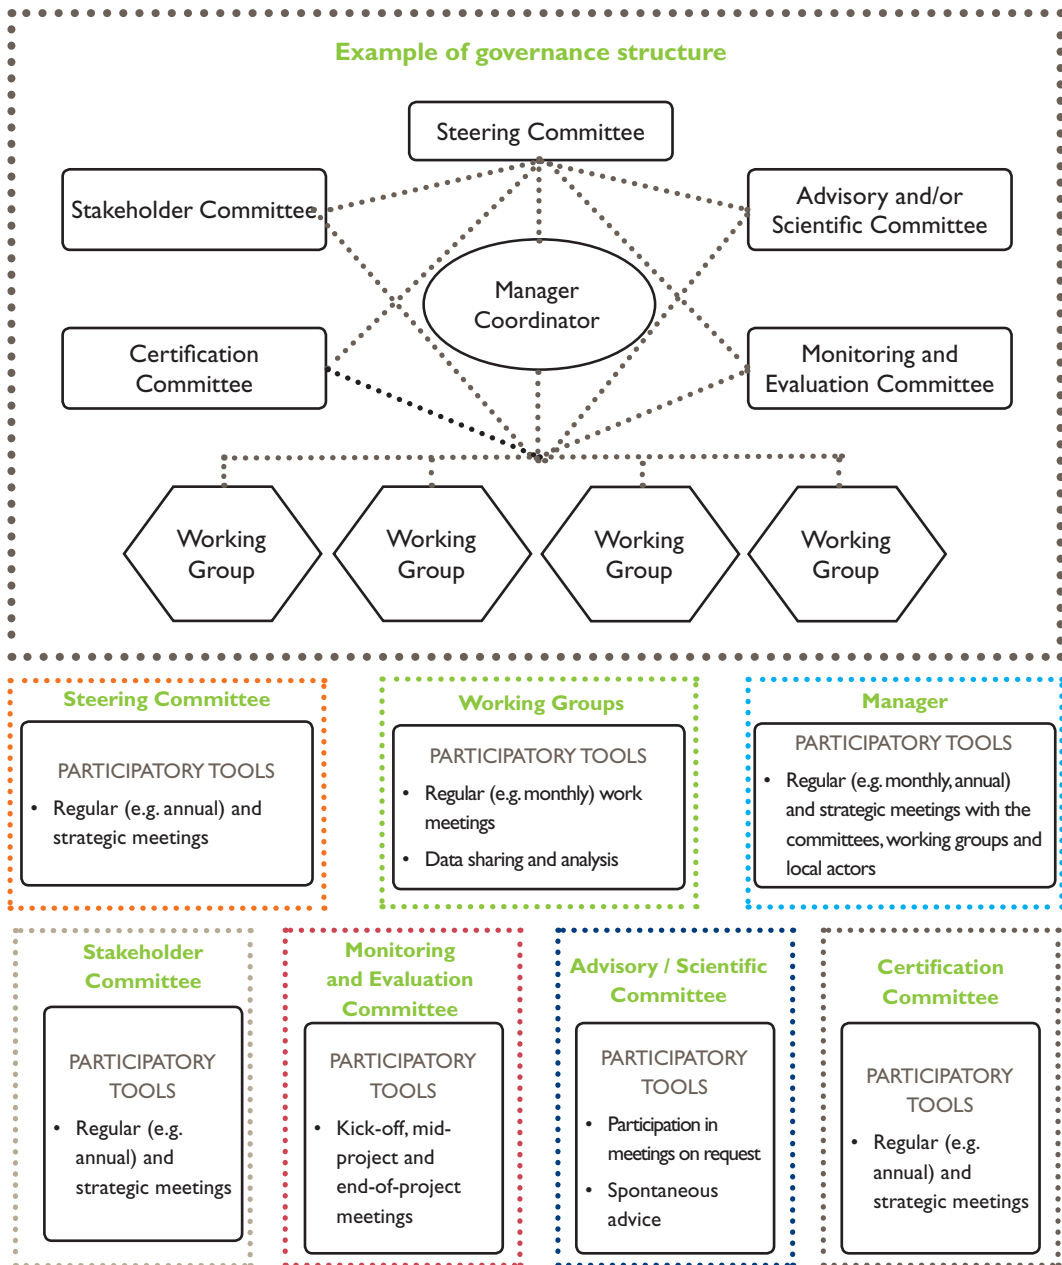 Example of governance structure
Steering Committee
Stakeholder Committee
Advisory and/or
Scientific Committee
Manager
Coordinator
Certification
Committee
Monitoring and
Evaluation Committee
Working
Group
Working
Group
Working
Group
Working
Group
Steering Committee
PARTICIPATORY TOOLS
• Regular (e.g. annual) and
strategic meetings
Working Groups
PARTICIPATORY TOOLS
• Regular (e.g. monthly) work
meetings
• Data sharing and analysis
Manager
PARTICIPATORY TOOLS
• Regular (e.g. monthly, annual)
and strategic meetings with the
committees, working groups and
local actors
Stakeholder
Committee
PARTICIPATORY
TOOLS
• Regular (e.g.
annual) and
strategic meetings
Monitoring
and Evaluation
Committee
PARTICIPATORY
TOOLS
• Kick-off, mid-
project and
end-of-project
meetings
Advisory / Scientific
Committee
PARTICIPATORY
TOOLS
• Participation in
meetings on request
• Spontaneous
advice
Certification
Committee
PARTICIPATORY
TOOLS
• Regular (e.g.
annual) and
strategic meetings